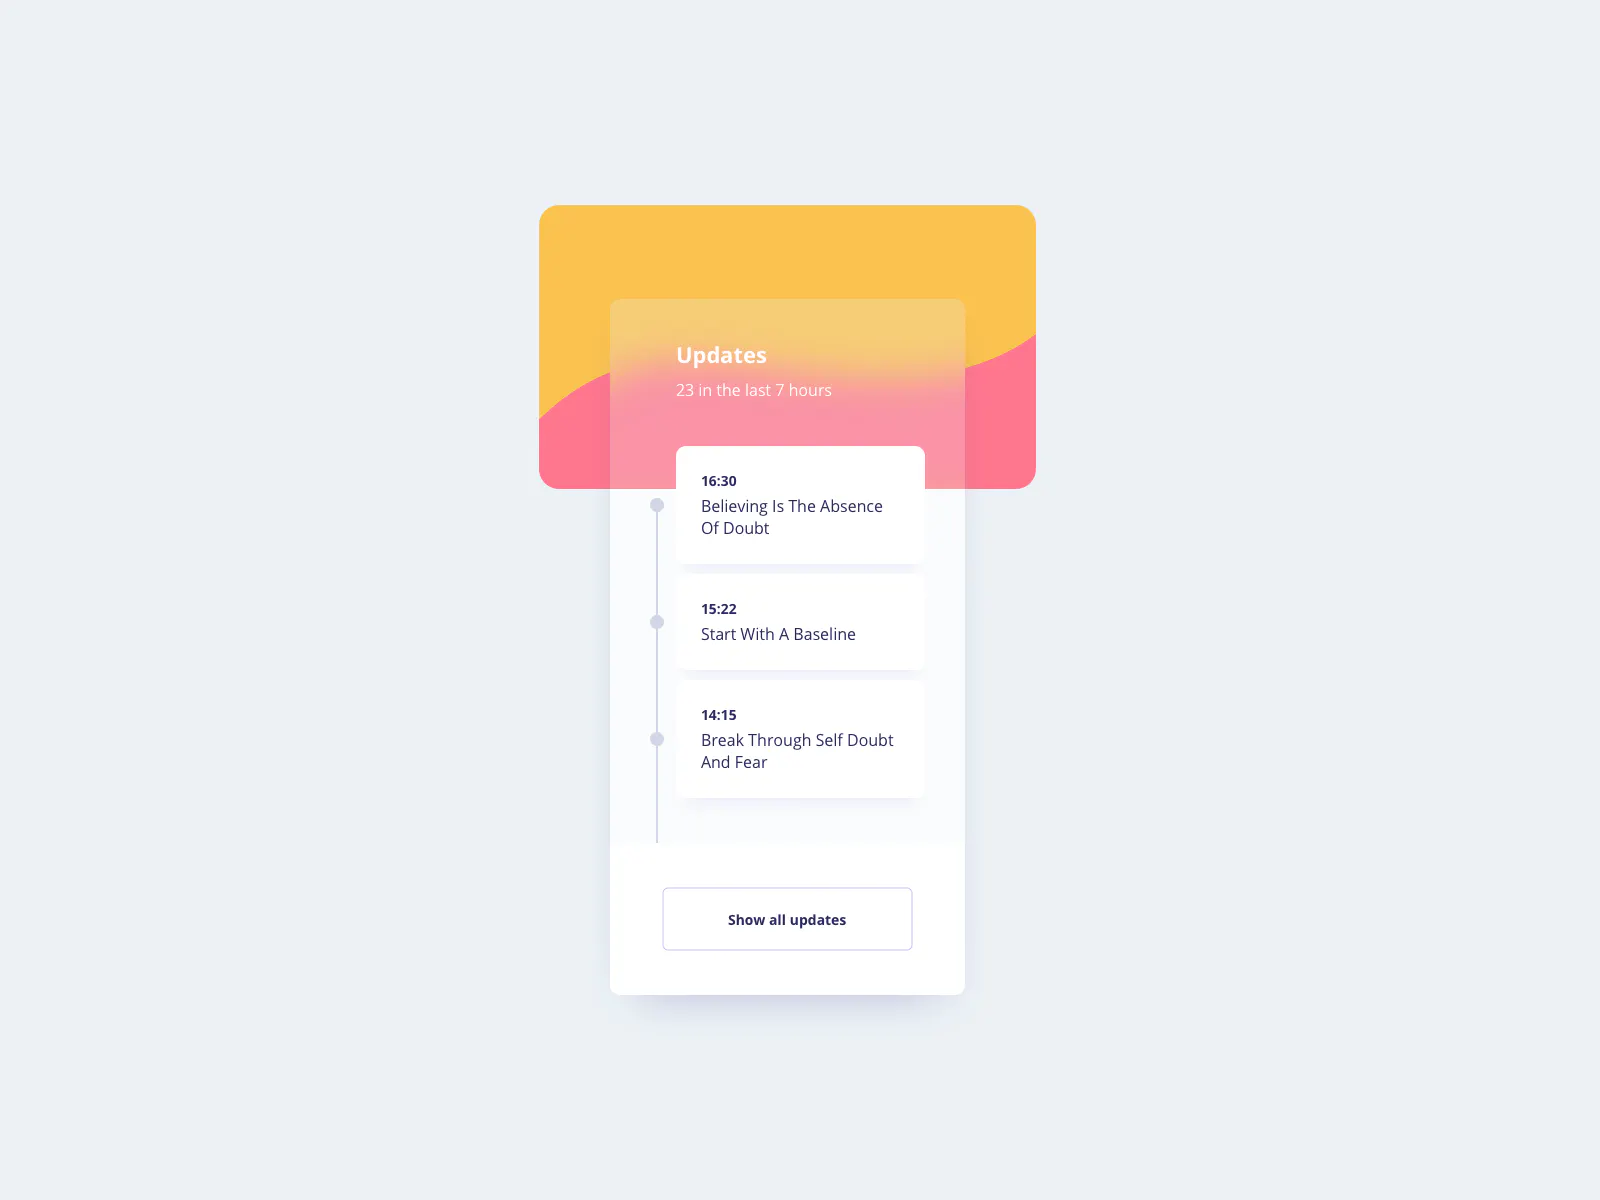 Updates
23 in the last 7 hours
16:30
Believing Is The Absence
Of Doubt
15:22
Start With A Baseline
14:15
Break Through Self Doubt
And Fear
Show all updates